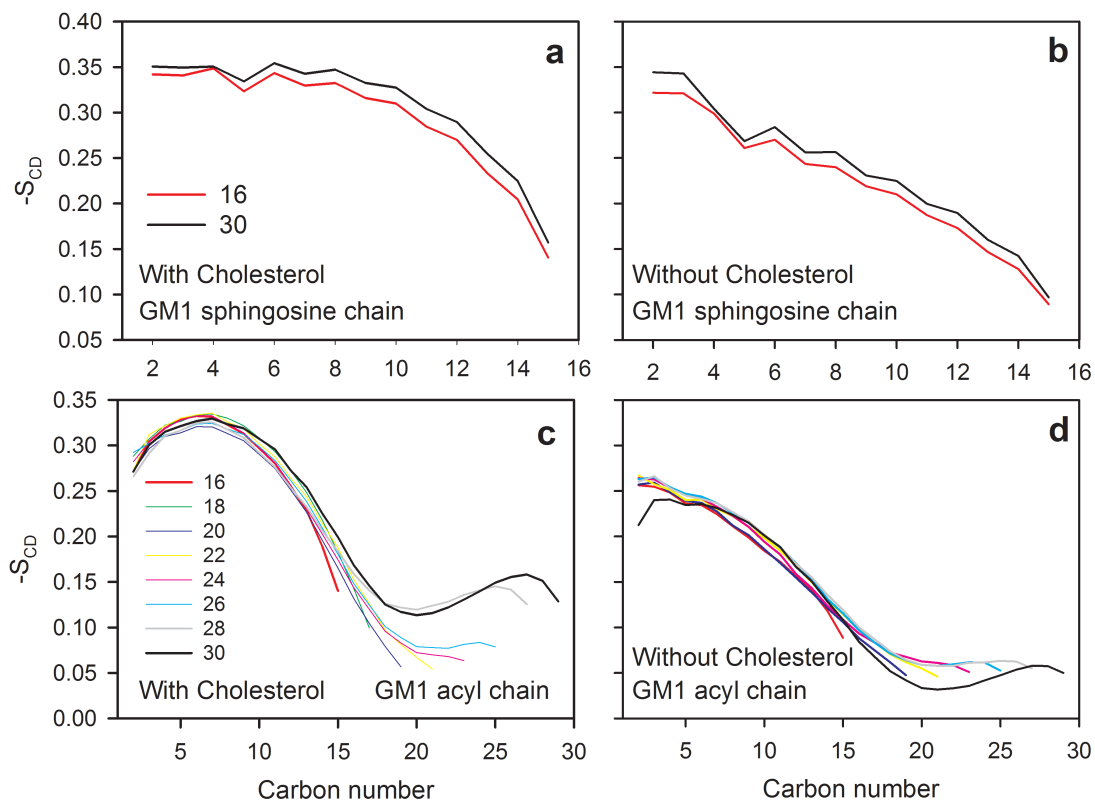 0.40
0.35
0.30
0.25
0.20
0.15
0.10
0.05
-S_CD
a
16
30
With Cholesterol
GM1 sphingosine chain
2 4 6 8 10 12 14 16
b
Without Cholesterol
GM1 sphingosine chain
2 4 6 8 10 12 14 16
0.35
0.30
0.25
0.20
0.15
0.10
0.05
0.00
-S_CD
c
16
18
20
22
24
26
28
30
With Cholesterol GM1 acyl chain
5 10 15 20 25 30
Carbon number
d
Without Cholesterol
GM1 acyl chain
5 10 15 20 25 30
Carbon number